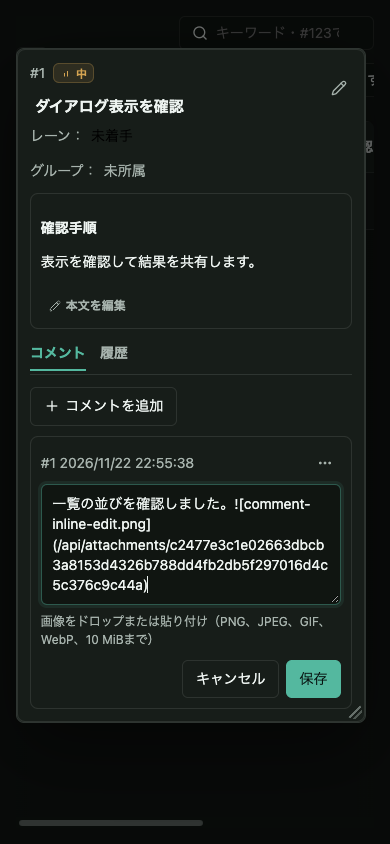 キーワード・#123
#1 中
ダイアログ表示を確認
レーン： 未着手
グループ： 未所属
確認手順
表示を確認して結果を共有します。
本文を編集
コメント 履歴
+ コメントを追加
#1 2026/11/22 22:55:38 ...
一覧の並びを確認しました。![comment-
inline-edit.png]
(/api/attachments/c2477e3c1e02663dbcb
3a8153d4326b788dd4fb2db5f297016d4c
5c376c9c44a)
画像をドロップまたは貼り付け（PNG、JPEG、GIF、
WebP、10 MiBまで）
キャンセル 保存